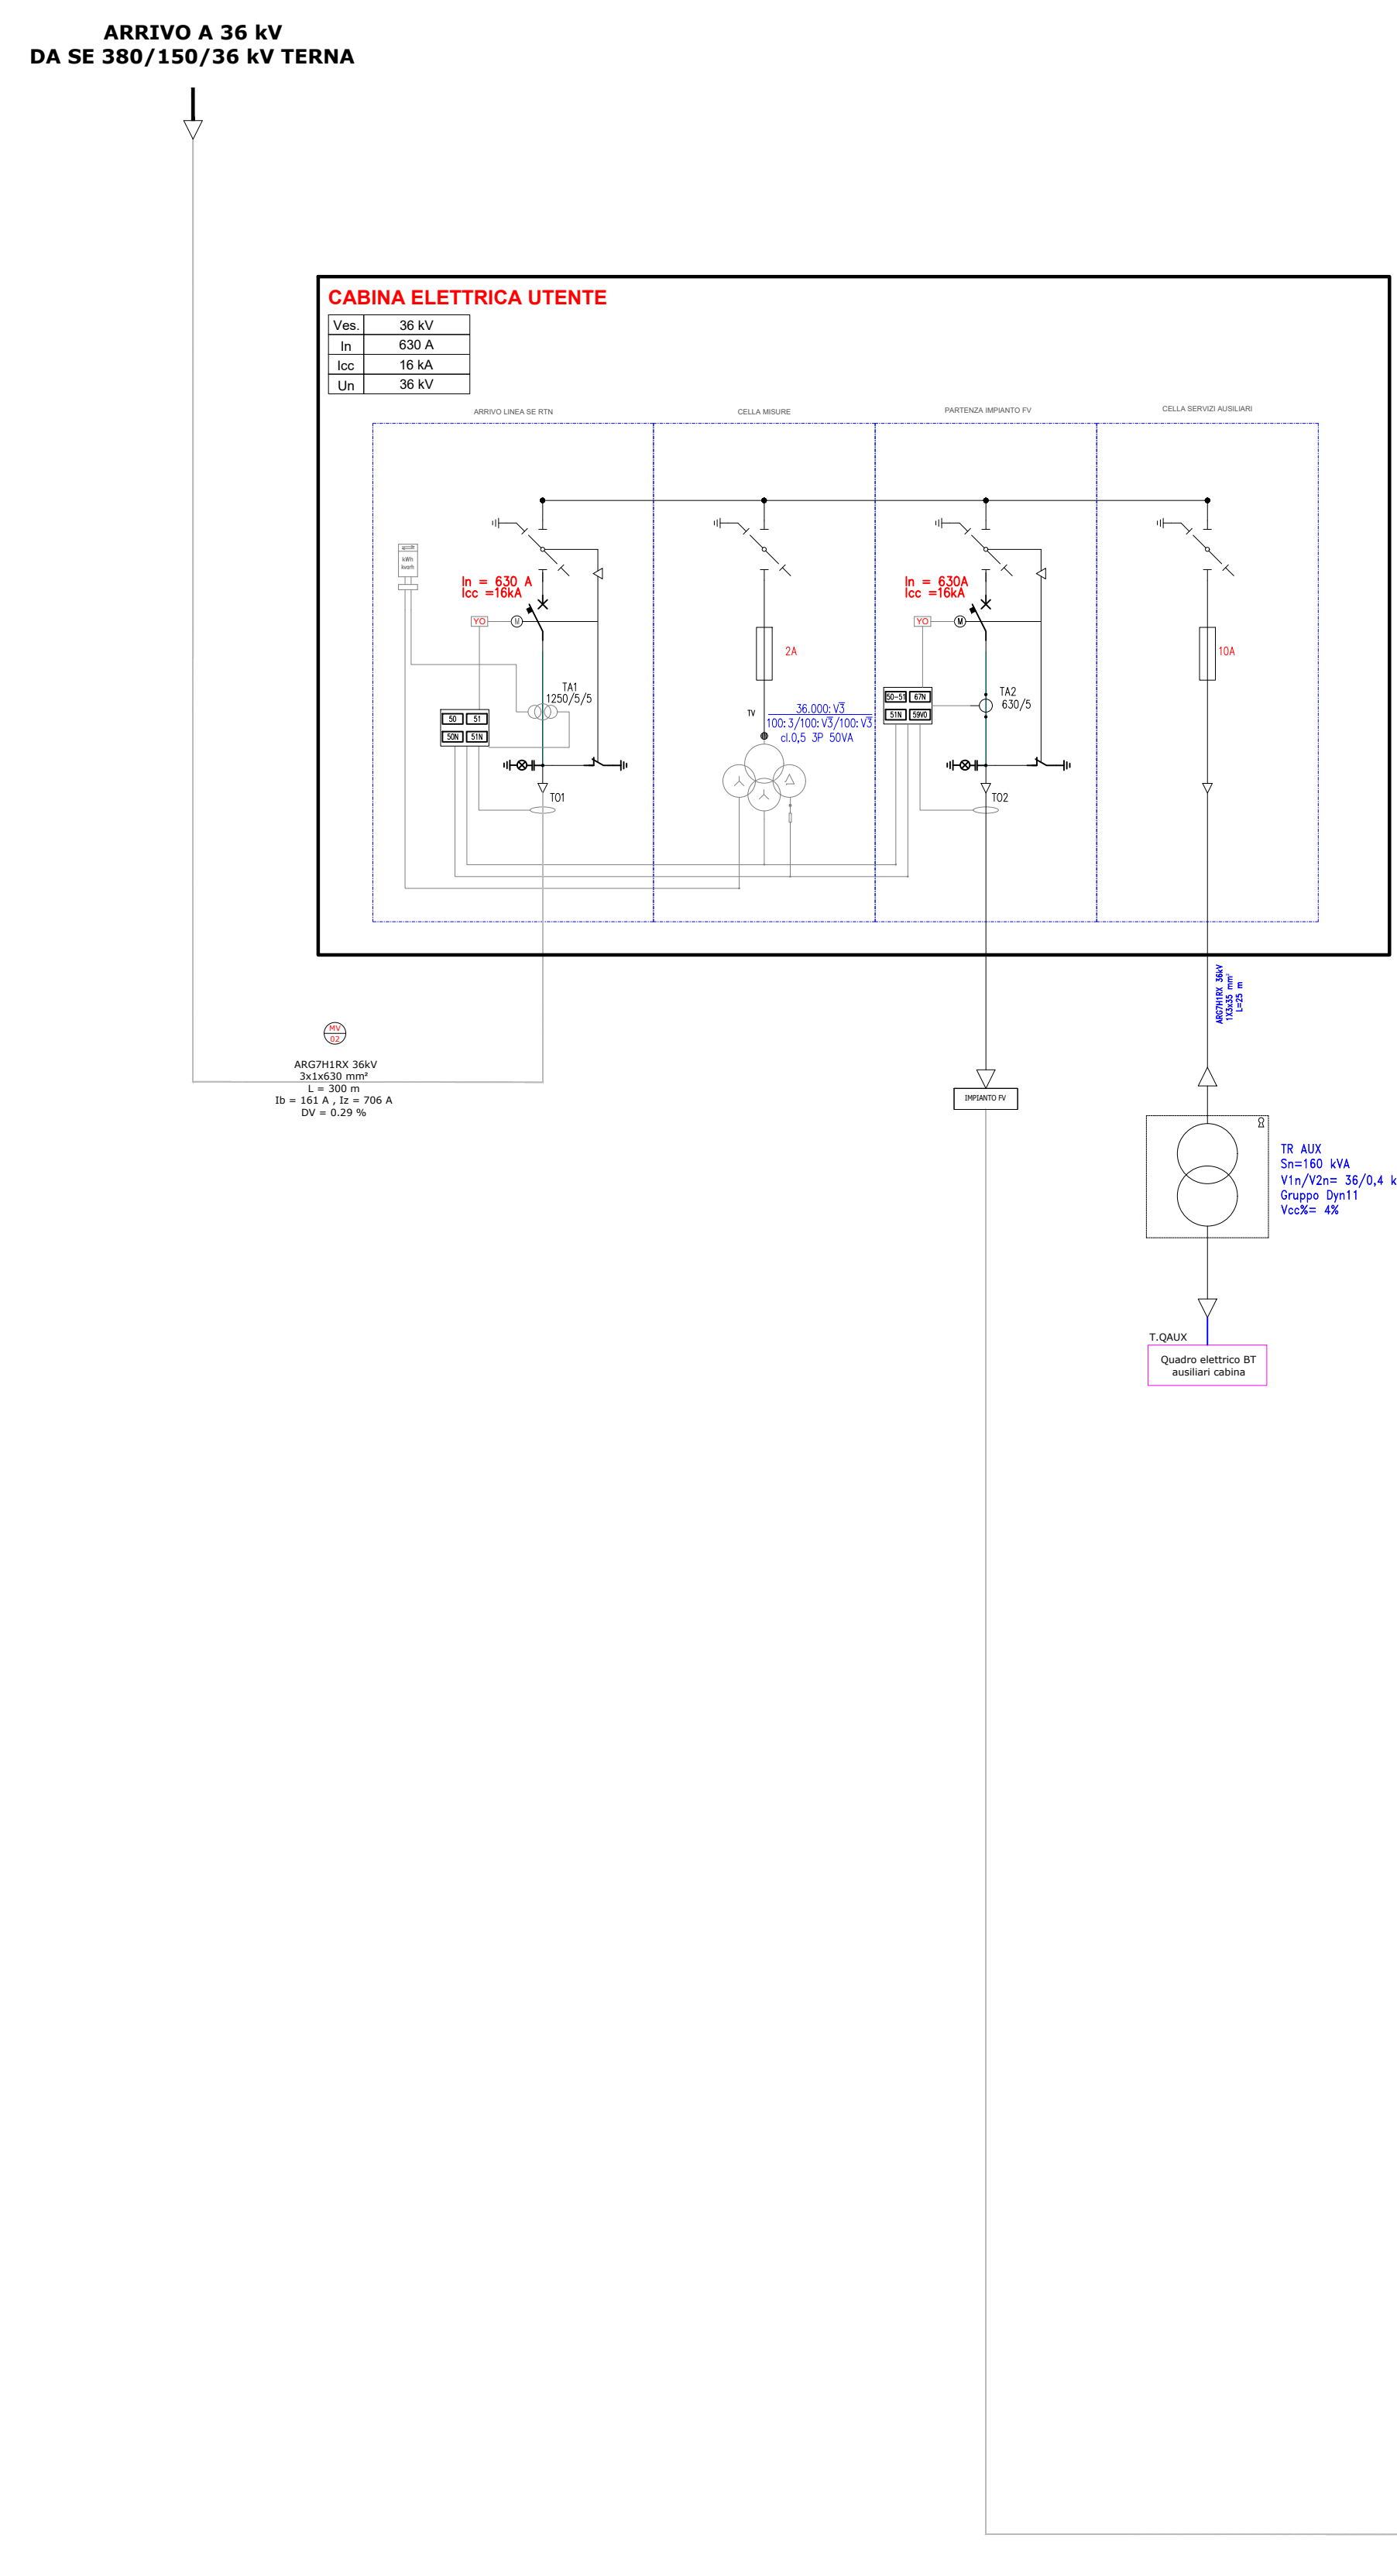 ARRIVO A 36 kV
DA SE 380/150/36 kV TERNA
CABINA ELETTRICA UTENTE
Ves. 36 kV
In 630 A
Icc 16 kA
Un 36 kV
ARRIVO LINEA SE RTN
CELLA MISURE
PARTENZA IMPIANTO FV
CELLA SERVIZI AUSILIARI
kWh
kvarh
In = 630 A
Icc =16kA
YO
M
TA1
1250/5/5
50 51
50N 51N
TO1
2A
TV
36.000:V3
100:3/100:V3/100:V3
cl.0,5 3P 50VA
In = 630A
Icc =16kA
YO
M
50-51 67N
51N 59V0
TA2
630/5
TO2
10A
ARG7H1RX 36kV
1X3x35 mm²
L=25 m
MV
02
ARG7H1RX 36kV
3x1x630 mm²
L = 300 m
Ib = 161 A , Iz = 706 A
DV = 0.29 %
IMPIANTO FV
TR AUX
Sn=160 kVA
V1n/V2n= 36/0,4 k
Gruppo Dyn11
Vcc%= 4%
T.QAUX
Quadro elettrico BT
ausiliari cabina